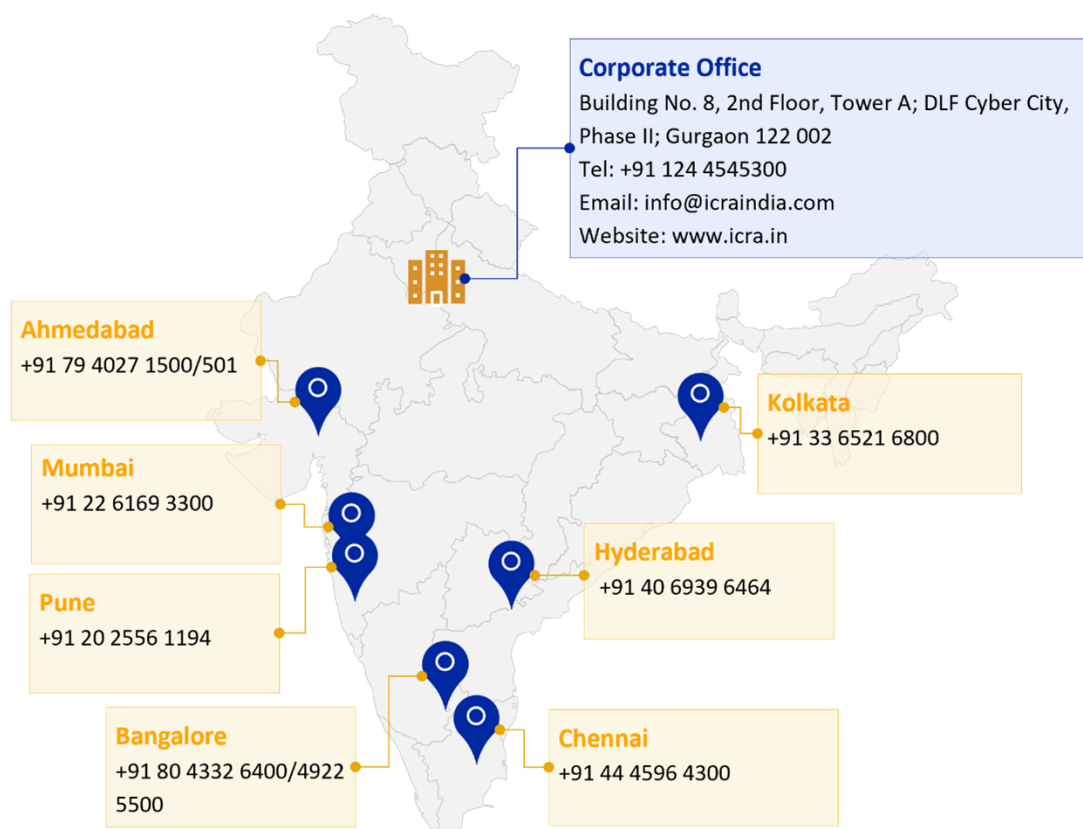 Corporate Office
Building No. 8, 2nd Floor, Tower A; DLF Cyber City,
Phase II; Gurgaon 122 002
Tel: +91 124 4545300
Email: info@icraindia.com
Website: www.icra.in
Ahmedabad
+91 79 4027 1500/501
Kolkata
+91 33 6521 6800
Mumbai
+91 22 6169 3300
Hyderabad
+91 40 6939 6464
Pune
+91 20 2556 1194
Bangalore
+91 80 4332 6400/4922
5500
Chennai
+91 44 4596 4300